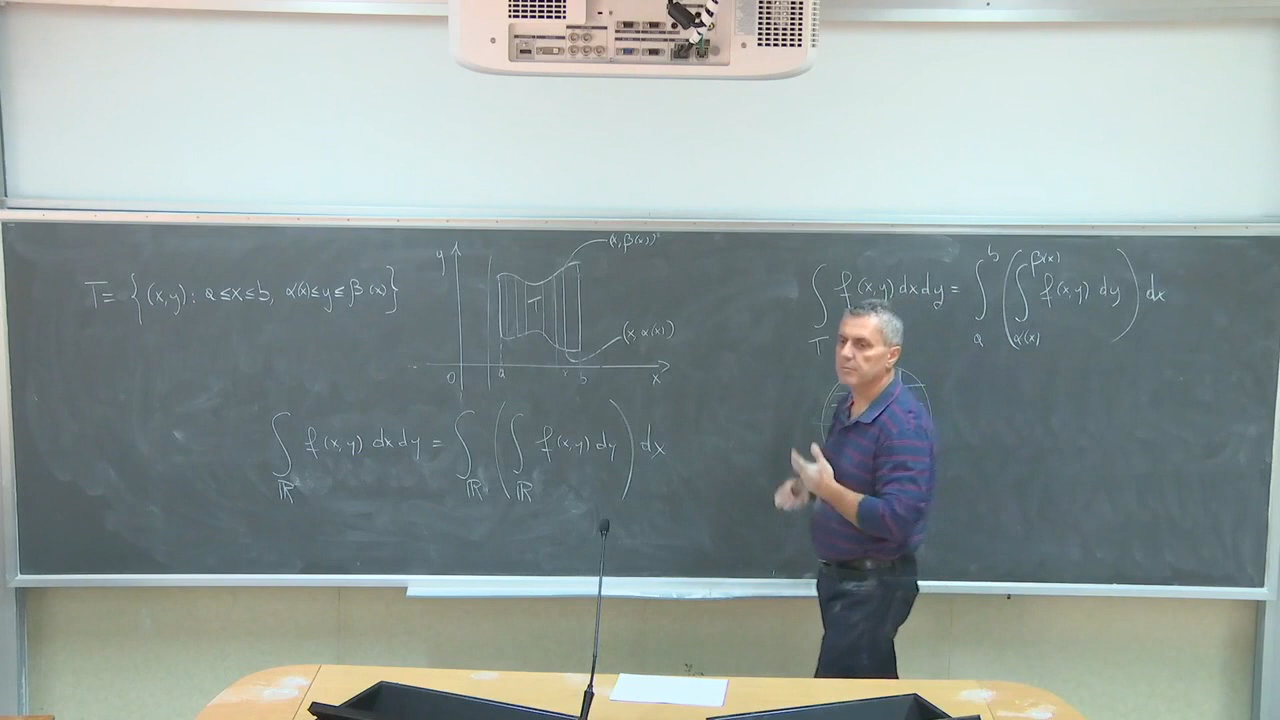 T = { (x,y) : a ≤ x ≤ b, α(x) ≤ y ≤ β(x) }
y
(x, β(x))
T
(x, α(x))
0 a x b x
∫_T f(x,y) dx dy = ∫_a^b ( ∫_{α(x)}^{β(x)} f(x,y) dy ) dx
∫_ℝ² f(x,y) dx dy = ∫_ℝ ( ∫_ℝ f(x,y) dy ) dx